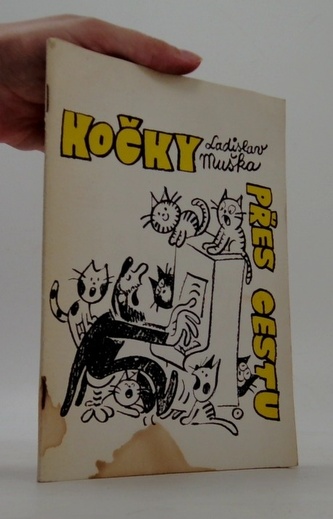 KOČKY
Ladislav
Muška
PŘES CESTU